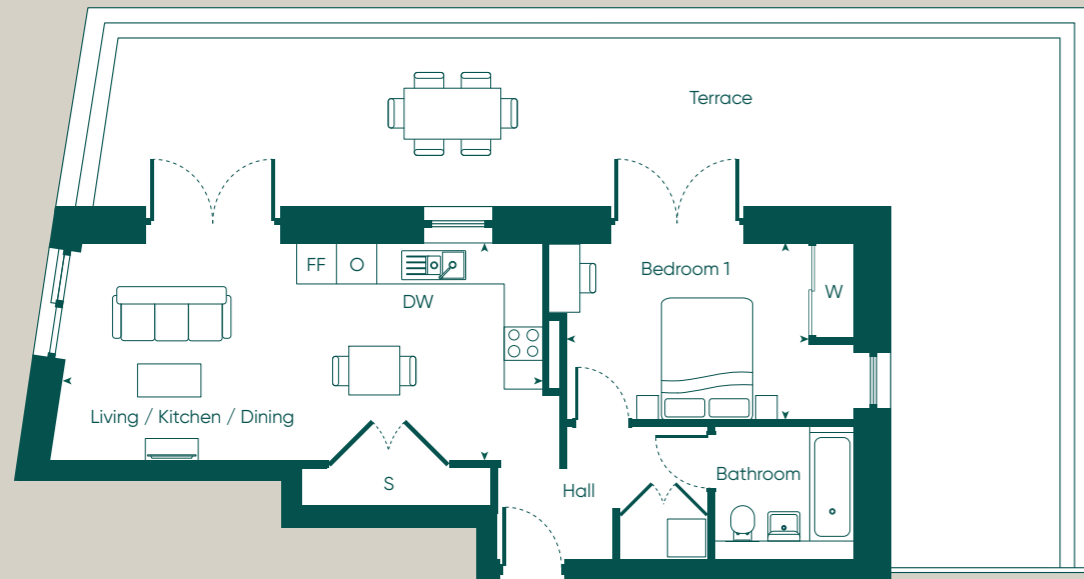 Terrace
FF
O
DW
Bedroom 1
W
Living / Kitchen / Dining
S
Hall
Bathroom